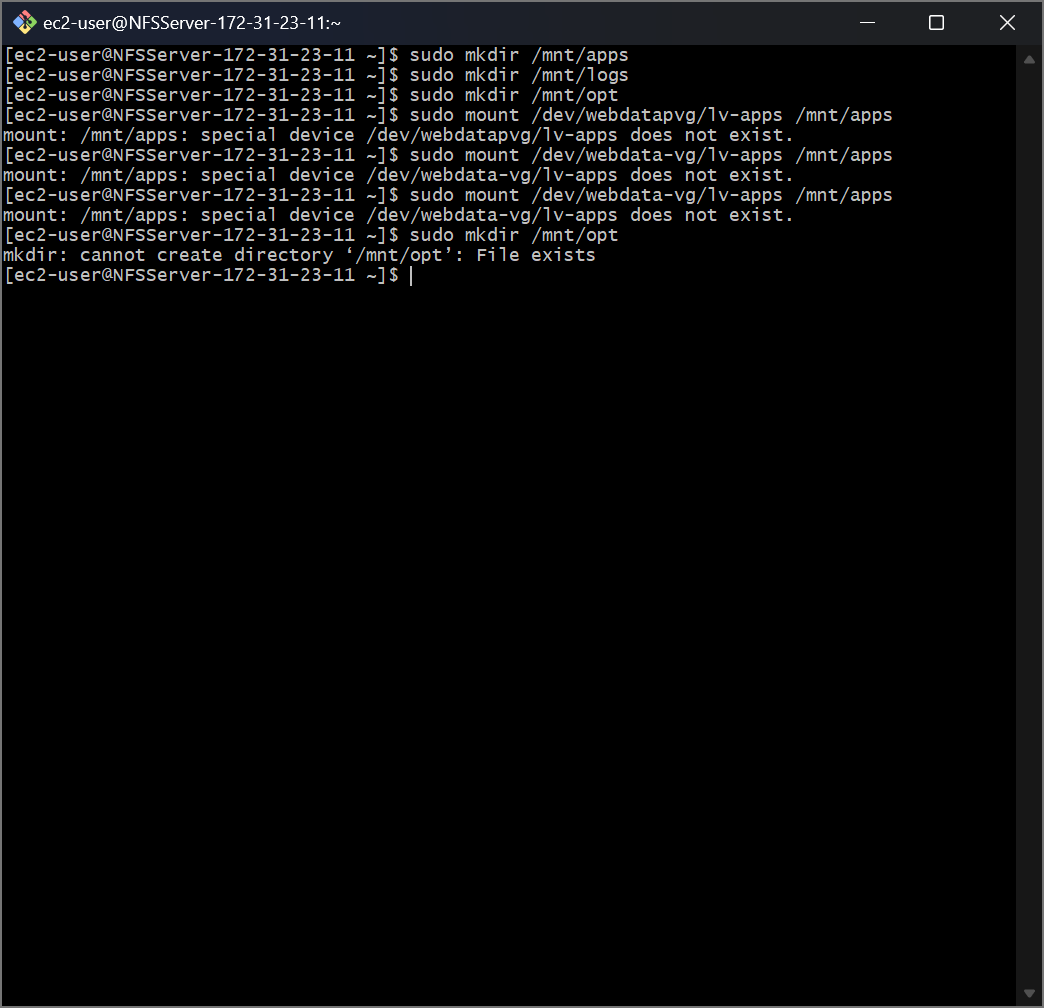 ec2-user@NFSServer-172-31-23-11:~
[ec2-user@NFSServer-172-31-23-11 ~]$ sudo mkdir /mnt/apps
[ec2-user@NFSServer-172-31-23-11 ~]$ sudo mkdir /mnt/logs
[ec2-user@NFSServer-172-31-23-11 ~]$ sudo mkdir /mnt/opt
[ec2-user@NFSServer-172-31-23-11 ~]$ sudo mount /dev/webdatapvg/lv-apps /mnt/apps
mount: /mnt/apps: special device /dev/webdatapvg/lv-apps does not exist.
[ec2-user@NFSServer-172-31-23-11 ~]$ sudo mount /dev/webdata-vg/lv-apps /mnt/apps
mount: /mnt/apps: special device /dev/webdata-vg/lv-apps does not exist.
[ec2-user@NFSServer-172-31-23-11 ~]$ sudo mount /dev/webdata-vg/lv-apps /mnt/apps
mount: /mnt/apps: special device /dev/webdata-vg/lv-apps does not exist.
[ec2-user@NFSServer-172-31-23-11 ~]$ sudo mkdir /mnt/opt
mkdir: cannot create directory ‘/mnt/opt’: File exists
[ec2-user@NFSServer-172-31-23-11 ~]$